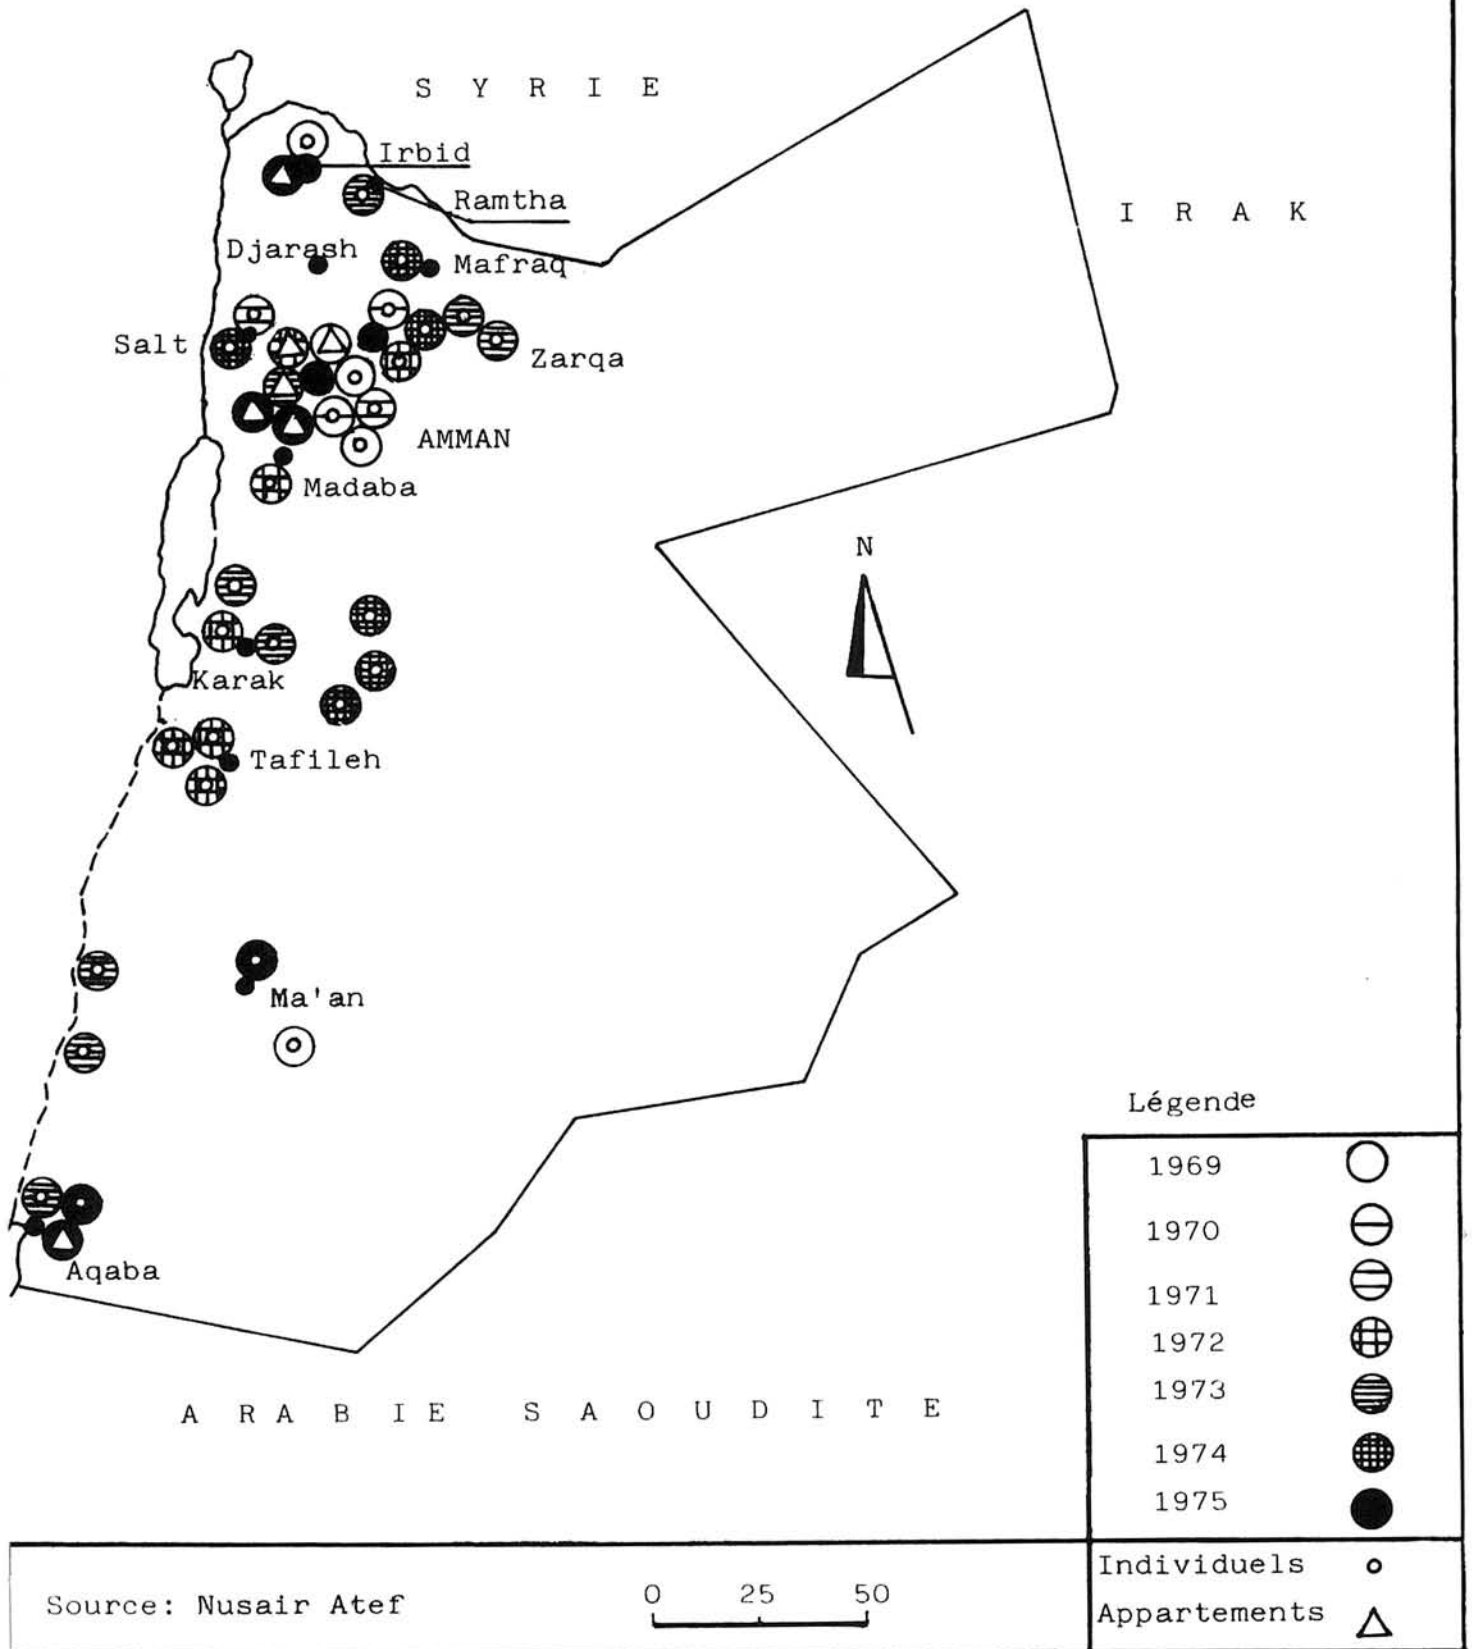 S Y R I E
Irbid
Ramtha
I R A K
Djarash
Mafraq
Salt
Zarqa
AMMAN
Madaba
N
Karak
Tafileh
Ma'an
Aqaba
A R A B I E S A O U D I T E
Légende
1969
1970
1971
1972
1973
1974
1975
Individuels
Appartements
Source: Nusair Atef
0 25 50